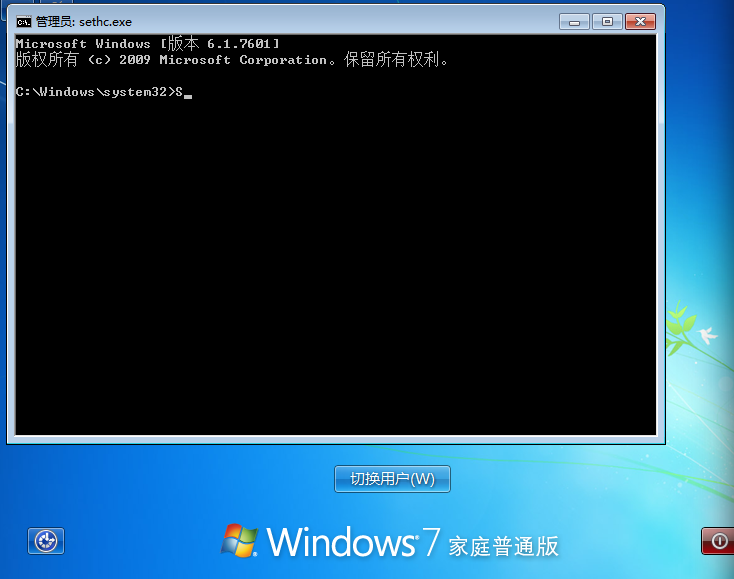 管理员: sethc.exe
Microsoft Windows [版本 6.1.7601]
版权所有 (c) 2009 Microsoft Corporation。保留所有权利。
C:\Windows\system32>S
切换用户(W)
Windows 7 家庭普通版